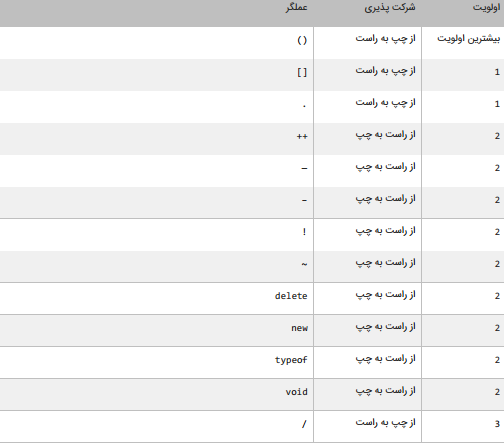 اولویت شرکت پذیری عملگر
بیشترین اولویت از چپ به راست ()
1 از چپ به راست []
1 از چپ به راست .
2 از راست به چپ ++
2 از راست به چپ –
2 از راست به چپ -
2 از راست به چپ !
2 از راست به چپ ~
2 از راست به چپ delete
2 از راست به چپ new
2 از راست به چپ typeof
2 از راست به چپ void
3 از چپ به راست /